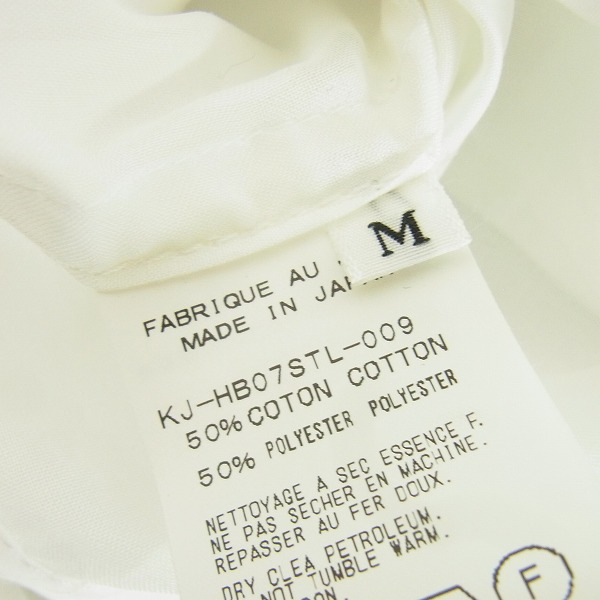 M
FABRIQUE AU
MADE IN
KJ-HB07STL-009
50% COTON COTTON
50% POLYESTER POLYESTER
NETTOYAGE A SEC ESSENCE F.
NE PAS SECHER EN MACHINE.
REPASSER AU FER DOUX.
DRY CLEA PETROLEUM.
NOT TUMBLE WARM.
F